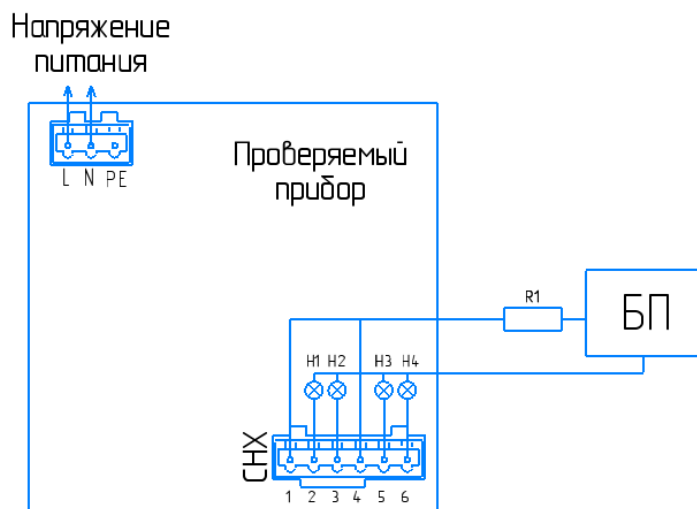 Напряжение
питания
L N PE
Проверяемый
прибор
R1
БП
H1 H2 H3 H4
CHX
1 2 3 4 5 6